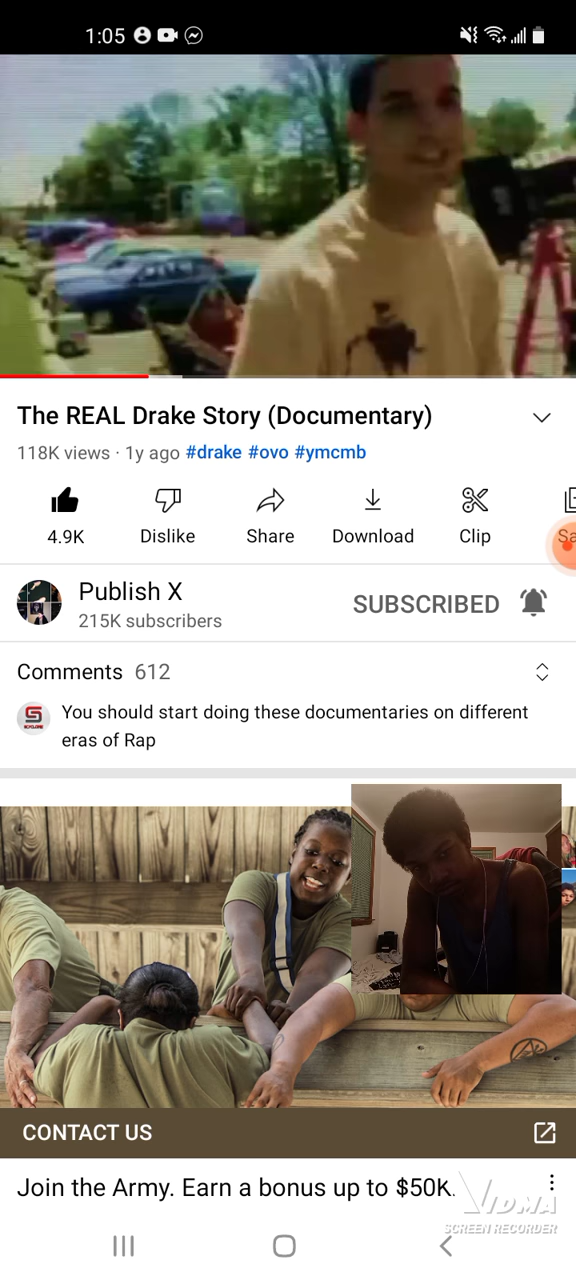 1:05
The REAL Drake Story (Documentary)
118K views · 1y ago #drake #ovo #ymcmb
4.9K Dislike Share Download Clip Sa
Publish X
215K subscribers
SUBSCRIBED
Comments 612
You should start doing these documentaries on different
eras of Rap
CONTACT US
Join the Army. Earn a bonus up to $50K.
VIDMA
SCREEN RECORDER